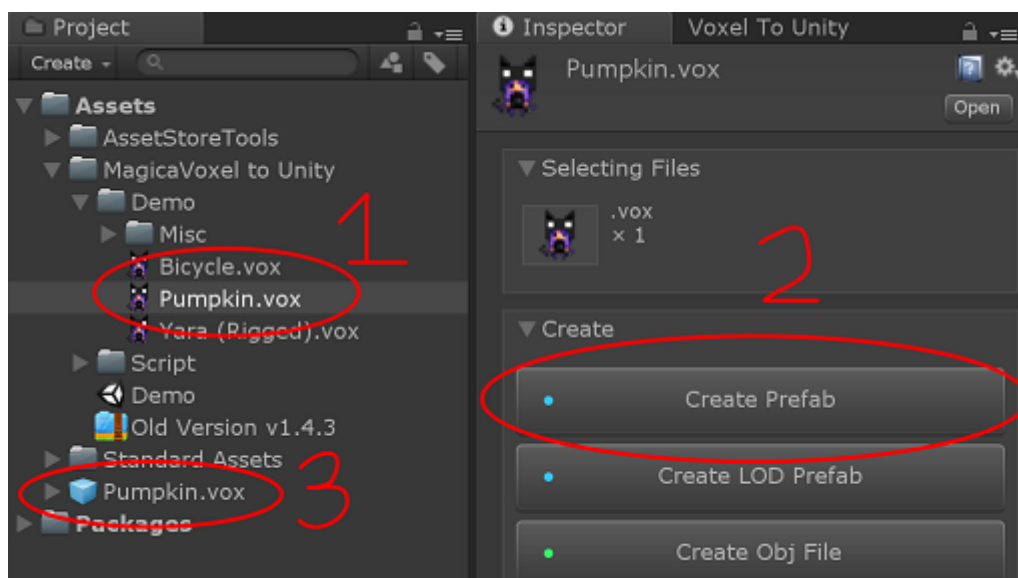 Project
Create
Assets
AssetStoreTools
MagicaVoxel to Unity
Demo
Misc
Bicycle.vox
Pumpkin.vox
Yara (Rigged).vox
Script
Demo
Old Version v1.4.3
Standard Assets
Pumpkin.vox
Packages
1
3
Inspector
Voxel To Unity
Pumpkin.vox
Open
Selecting Files
.vox
× 1
2
Create
Create Prefab
Create LOD Prefab
Create Obj File